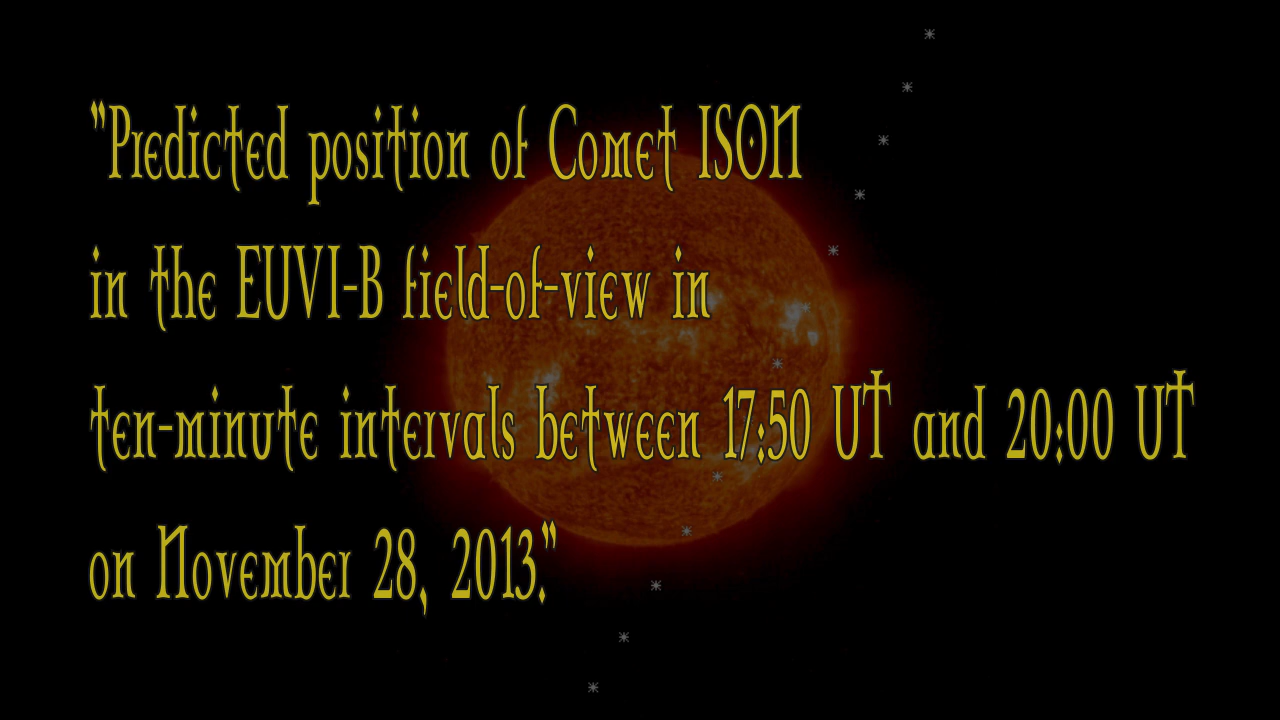 "Predicted position of Comet ISON
in the EUVI-B field-of-view in
ten-minute intervals between 17:50 UT and 20:00 UT
on November 28, 2013."